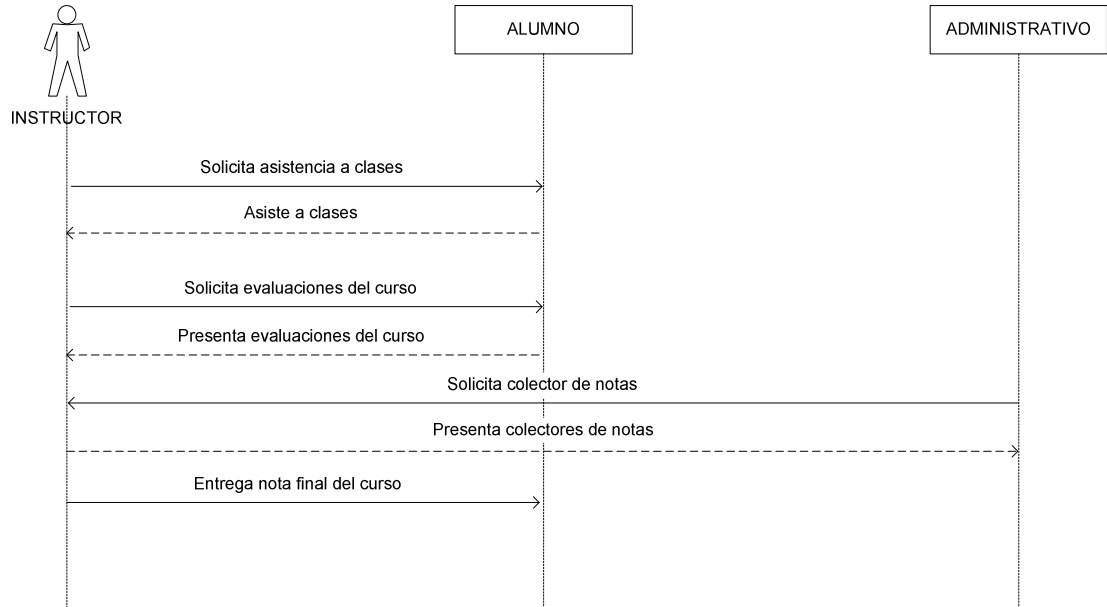 ALUMNO
ADMINISTRATIVO
INSTRUCTOR
Solicita asistencia a clases
Asiste a clases
Solicita evaluaciones del curso
Presenta evaluaciones del curso
Solicita colector de notas
Presenta colectores de notas
Entrega nota final del curso